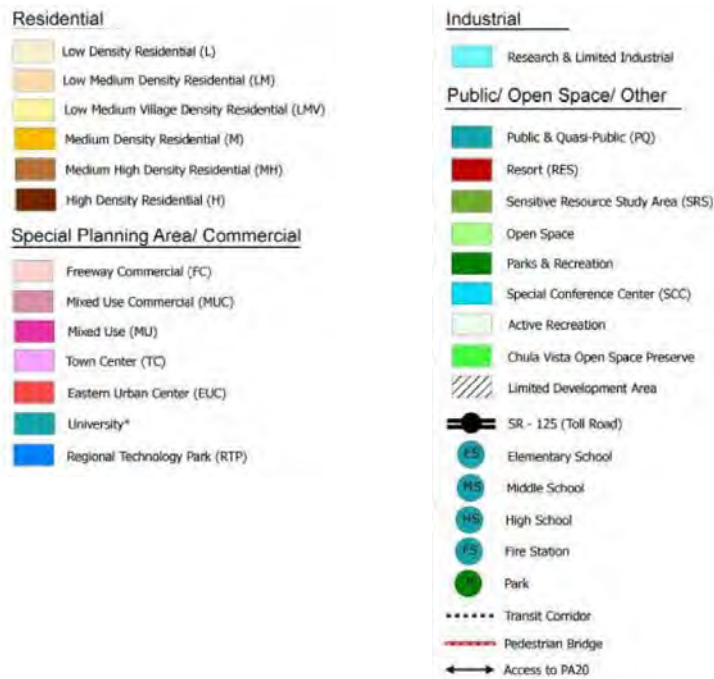 Residential
Low Density Residential (L)
Low Medium Density Residential (LM)
Low Medium Village Density Residential (LMV)
Medium Density Residential (M)
Medium High Density Residential (MH)
High Density Residential (H)
Special Planning Area/ Commercial
Freeway Commercial (FC)
Mixed Use Commercial (MUC)
Mixed Use (MU)
Town Center (TC)
Eastern Urban Center (EUC)
University*
Regional Technology Park (RTP)
Industrial
Research & Limited Industrial
Public/ Open Space/ Other
Public & Quasi-Public (PQ)
Resort (RES)
Sensitive Resource Study Area (SRS)
Open Space
Parks & Recreation
Special Conference Center (SCC)
Active Recreation
Chula Vista Open Space Preserve
Limited Development Area
SR - 125 (Toll Road)
ES Elementary School
MS Middle School
HS High School
FS Fire Station
P Park
Transit Corridor
Pedestrian Bridge
Access to PA20